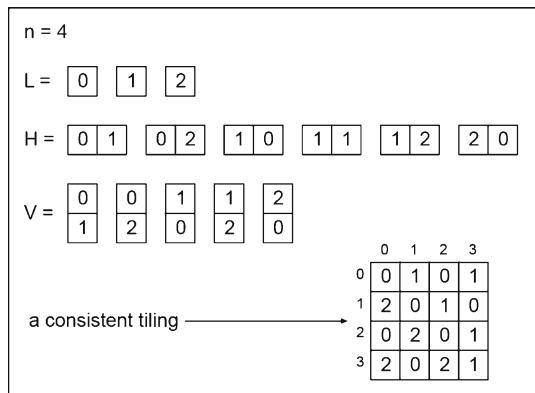 n = 4
L = 0 1 2
H = 0 1 0 2 1 0 1 1 1 2 2 0
V =
0 0 1 1 2
1 2 0 2 0
a consistent tiling
0 1 2 3
0 0 1 0 1
1 2 0 1 0
2 0 2 0 1
3 2 0 2 1